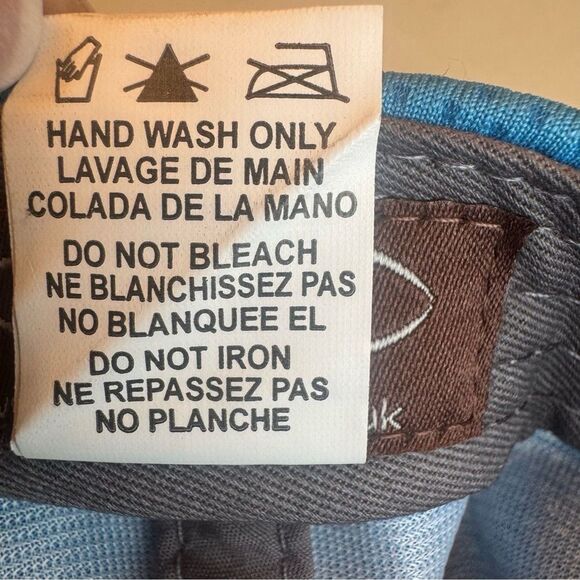 HAND WASH ONLY
LAVAGE DE MAIN
COLADA DE LA MANO
DO NOT BLEACH
NE BLANCHISSEZ PAS
NO BLANQUEE EL
DO NOT IRON
NE REPASSEZ PAS
NO PLANCHE